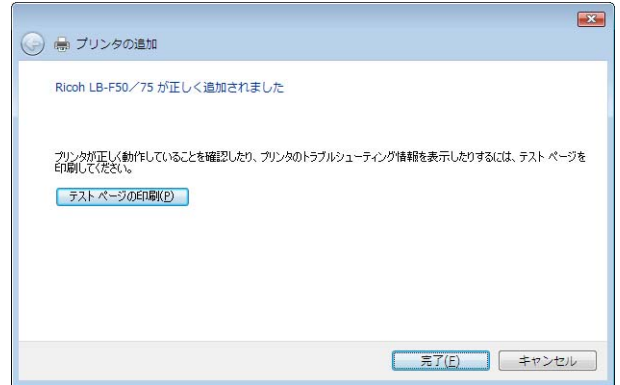 プリンタの追加
Ricoh LB-F50／75 が正しく追加されました
プリンタが正しく動作していることを確認したり、プリンタのトラブルシューティング情報を表示したりするには、テスト ページを
印刷してください。
テスト ページの印刷(P)
完了(F)
キャンセル